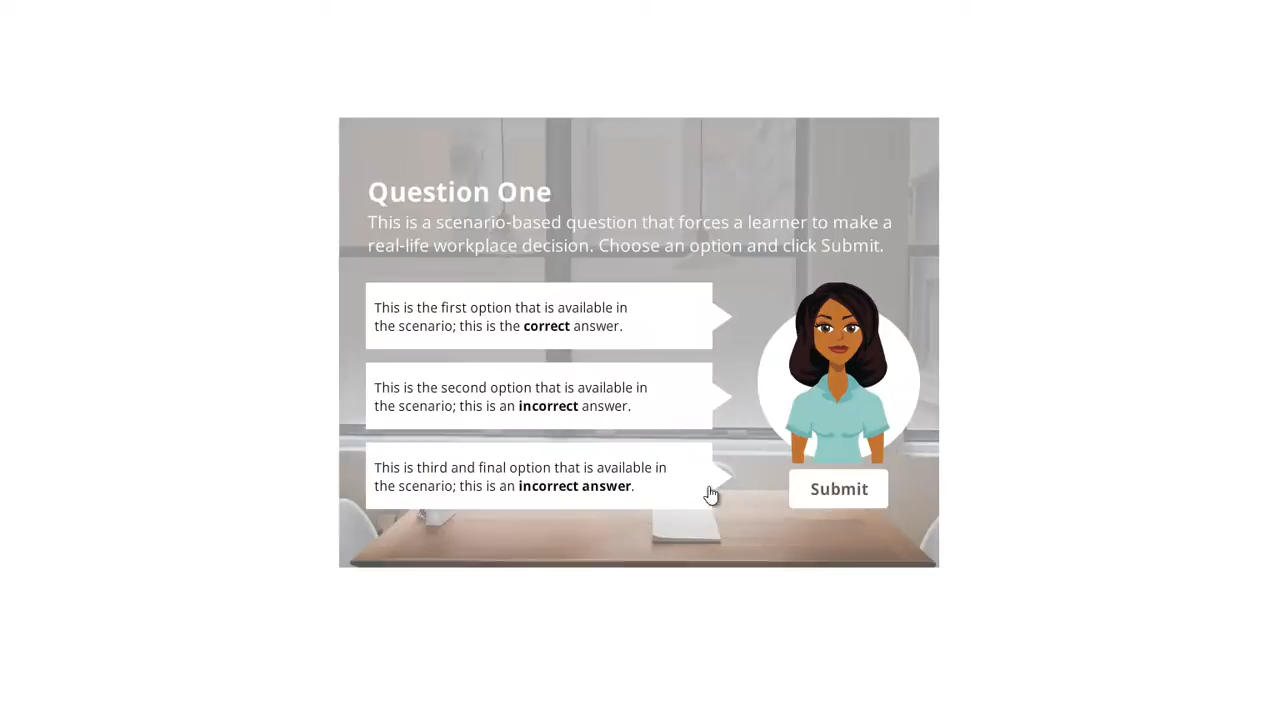 Question One
This is a scenario-based question that forces a learner to make a
real-life workplace decision. Choose an option and click Submit.
This is the first option that is available in
the scenario; this is the correct answer.
This is the second option that is available in
the scenario; this is an incorrect answer.
This is third and final option that is available in
the scenario; this is an incorrect answer.
Submit